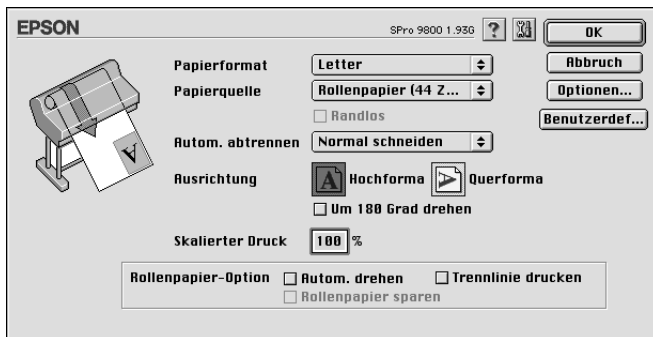 EPSON
SPro 9800 1.93G ? OK
Papierformat Letter Abbruch
Papierquelle Rollenpapier (44 Z... Optionen...
Randlos Benutzerdef...
Autom. abtrennen Normal schneiden
Ausrichtung A Hochforma A Querforma
Um 180 Grad drehen
Skalierter Druck 100 %
Rollenpapier-Option Autom. drehen Trennlinie drucken
Rollenpapier sparen
A